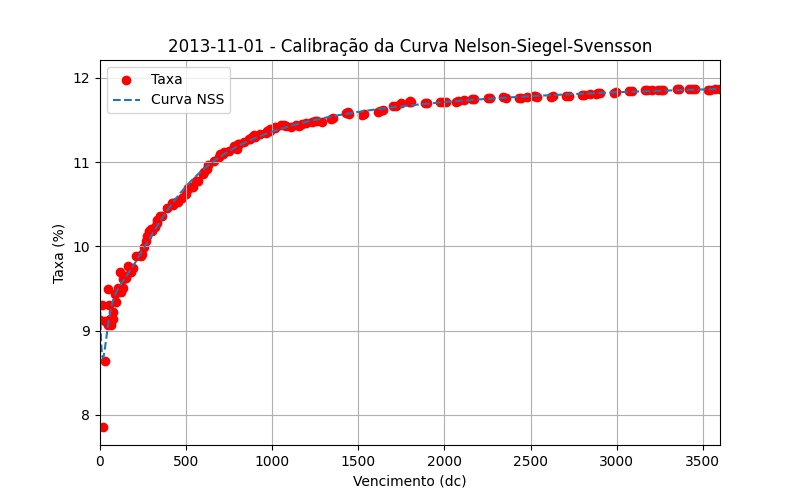 2013-11-01 - Calibração da Curva Nelson-Siegel-Svensson
Taxa
Curva NSS
Taxa (%)
12
11
10
9
8
0 500 1000 1500 2000 2500 3000 3500
Vencimento (dc)